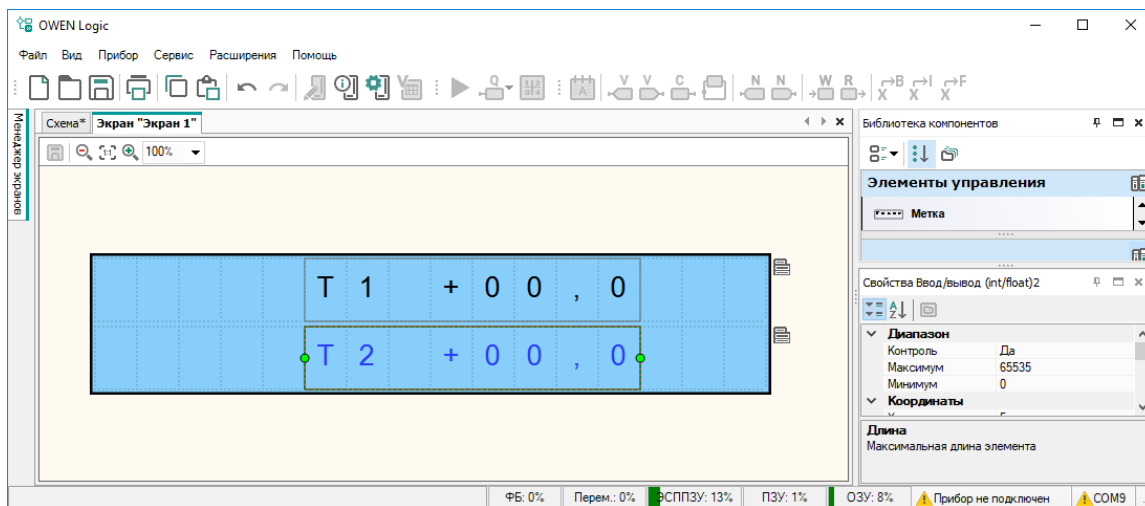 OWEN Logic
Файл Вид Прибор Сервис Расширения Помощь
Менеджер экранов
Схема* Экран "Экран 1"
100%
T 1 + 0 0 , 0
T 2 + 0 0 , 0
Библиотека компонентов
Элементы управления
Метка
Свойства Ввод/вывод (int/float)2
Диапазон
Контроль Да
Максимум 65535
Минимум 0
Координаты
Длина
Максимальная длина элемента
ФБ: 0% Перем.: 0% ЭСППЗУ: 13% ПЗУ: 1% ОЗУ: 8% Прибор не подключен COM9